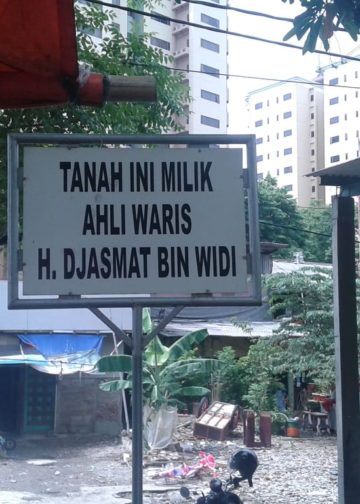 TANAH INI MILIK
AHLI WARIS
H. DJASMAT BIN WIDI